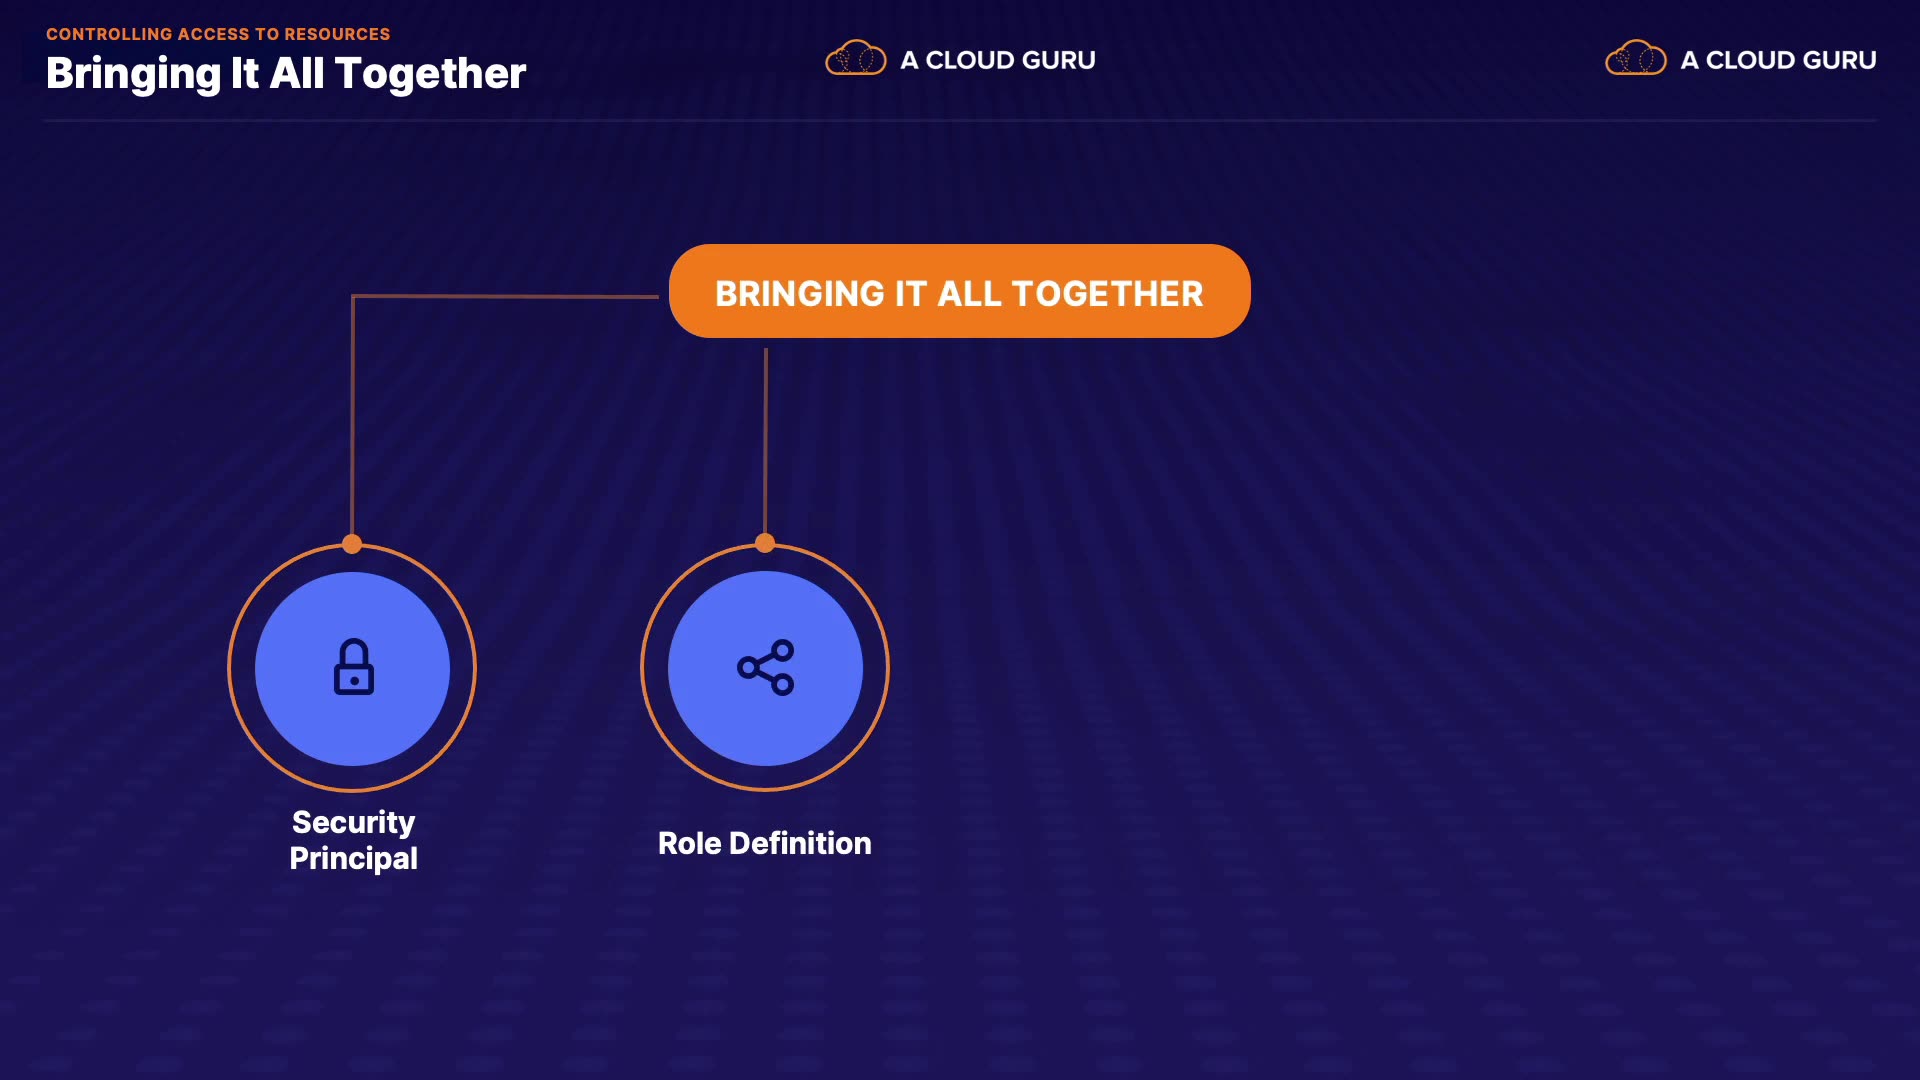 CONTROLLING ACCESS TO RESOURCES
Bringing It All Together
A CLOUD GURU
A CLOUD GURU
BRINGING IT ALL TOGETHER
Security
Principal
Role Definition